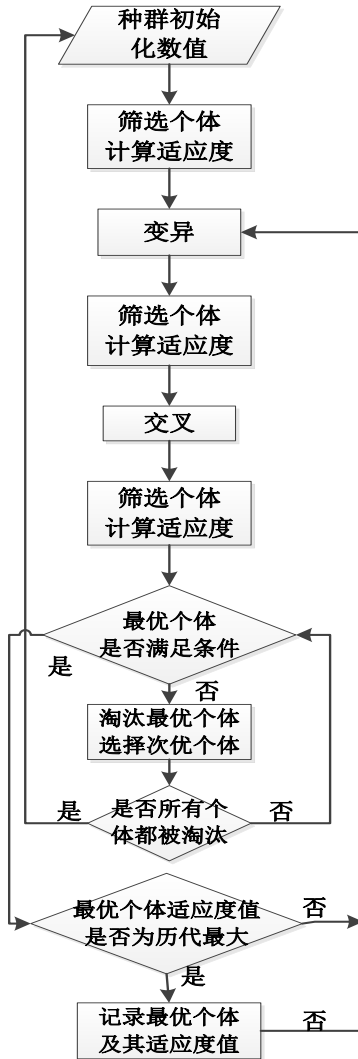 种群初始
化数值
筛选个体
计算适应度
变异
筛选个体
计算适应度
交叉
筛选个体
计算适应度
最优个体
是否满足条件
是
否
淘汰最优个体
选择次优个体
是
是否所有个
体都被淘汰
否
最优个体适应度值
是否为历代最大
否
是
记录最优个体
及其适应度值
否